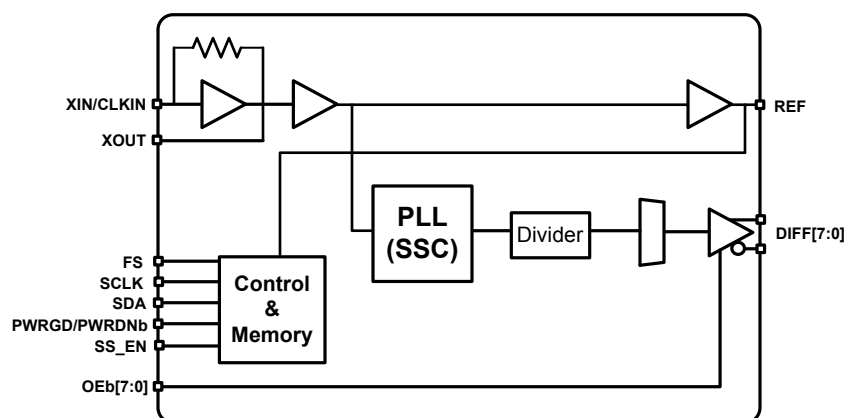 XIN/CLKIN
XOUT
REF
PLL
(SSC)
Divider
DIFF[7:0]
FS
SCLK
SDA
PWRGD/PWRDNb
SS_EN
Control
&
Memory
OEb[7:0]